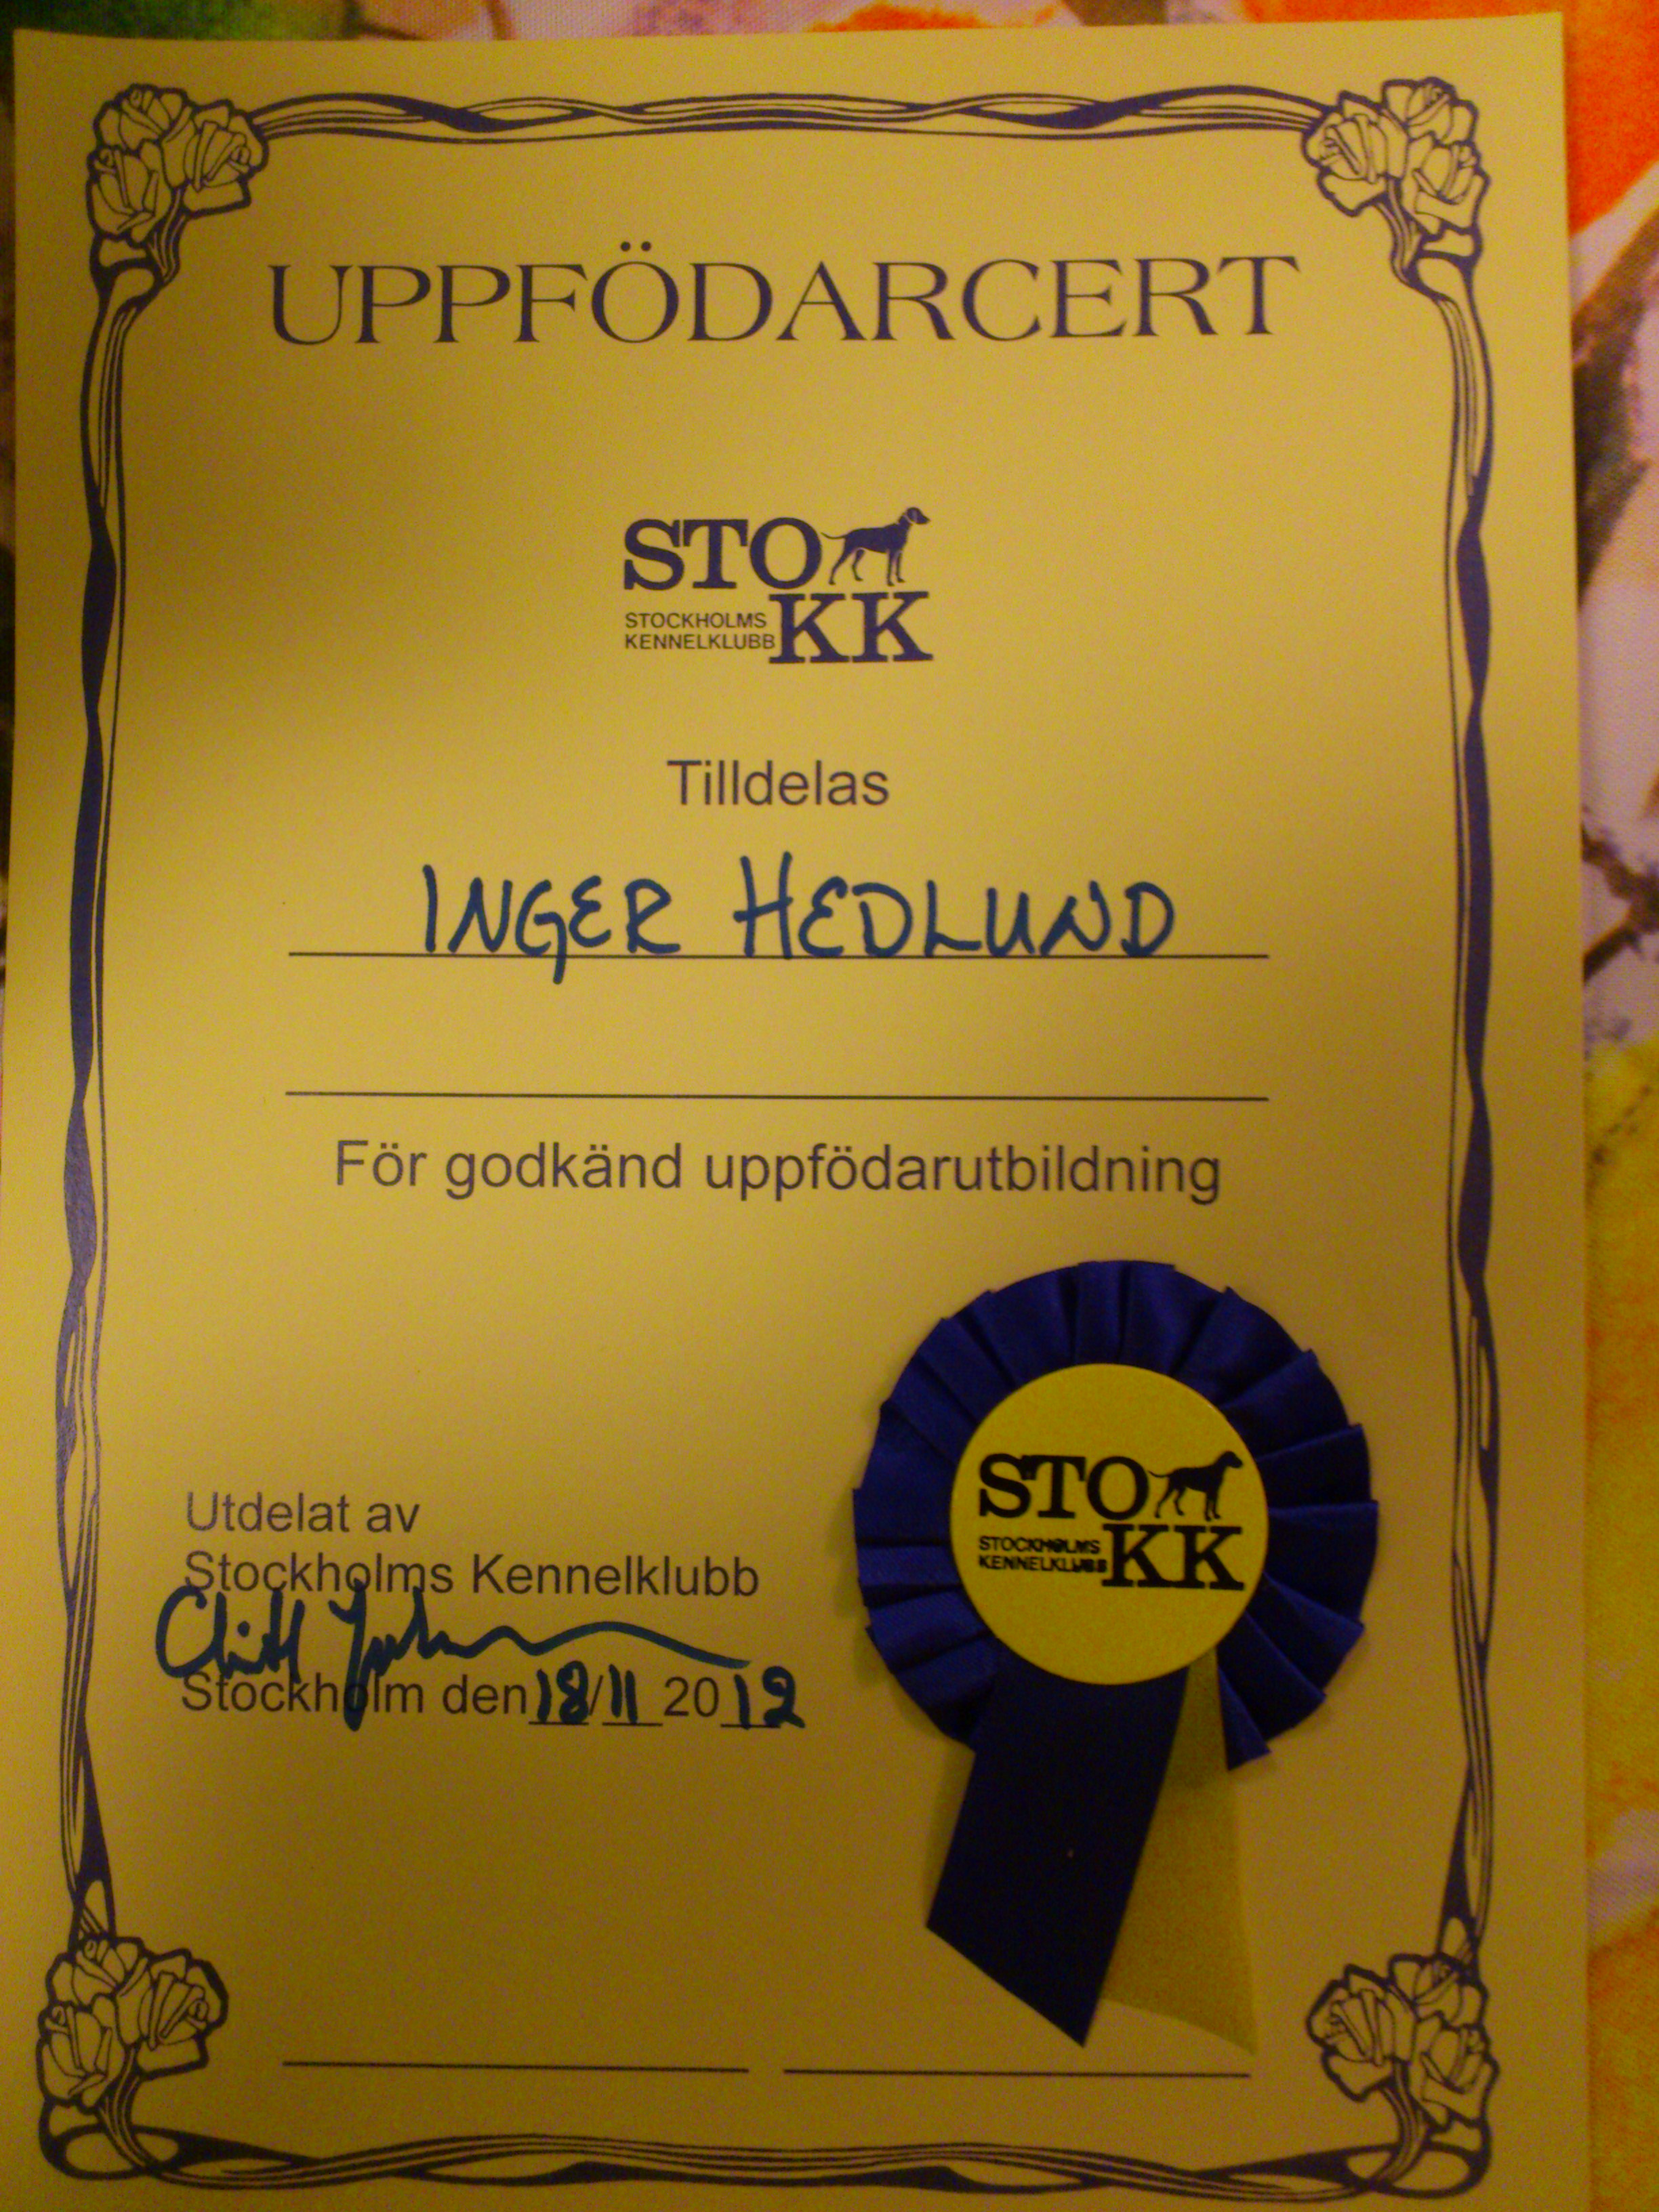 UPPFÖDARCERT
STO
STOCKHOLMS
KENNELKLUBB KK
Tilldelas
INGER HEDLUND
För godkänd uppfödarutbildning
Utdelat av
Stockholms Kennelklubb
Stockholm den 18/11 2012
STO
STOCKHOLMS
KENNELKLUBB KK